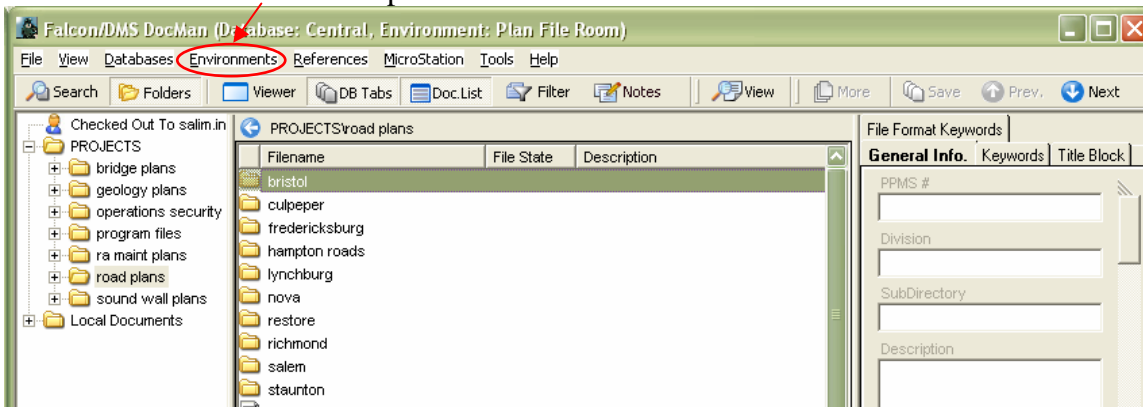 Falcon/DMS DocMan (Database: Central, Environment: Plan File Room)
File View Databases Environments References MicroStation Tools Help
Search Folders Viewer DB Tabs Doc.List Filter Notes View More Save Prev. Next
Checked Out To salim.in
PROJECTS
bridge plans
geology plans
operations security
program files
ra maint plans
road plans
sound wall plans
Local Documents
PROJECTS\road plans
Filename File State Description
bristol
culpeper
fredericksburg
hampton roads
lynchburg
nova
restore
richmond
salem
staunton
File Format Keywords
General Info. Keywords Title Block
PPMS #
Division
SubDirectory
Description